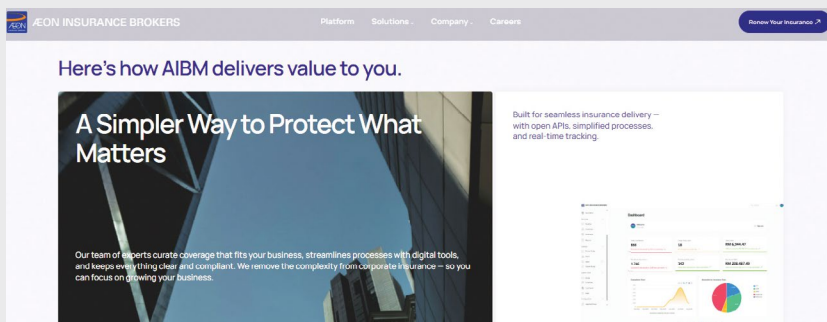 ÆON
ÆON INSURANCE BROKERS
Platform
Solutions
Company
Careers
Renew Your Insurance
Here's how AIBM delivers value to you.
A Simpler Way to Protect What
Matters
Our team of experts curate coverage that fits your business, streamlines processes with digital tools,
and keeps everything clear and compliant. We remove the complexity from corporate insurance — so you
can focus on growing your business.
Built for seamless insurance delivery —
with open APIs, simplified processes,
and real-time tracking.
Dashboard